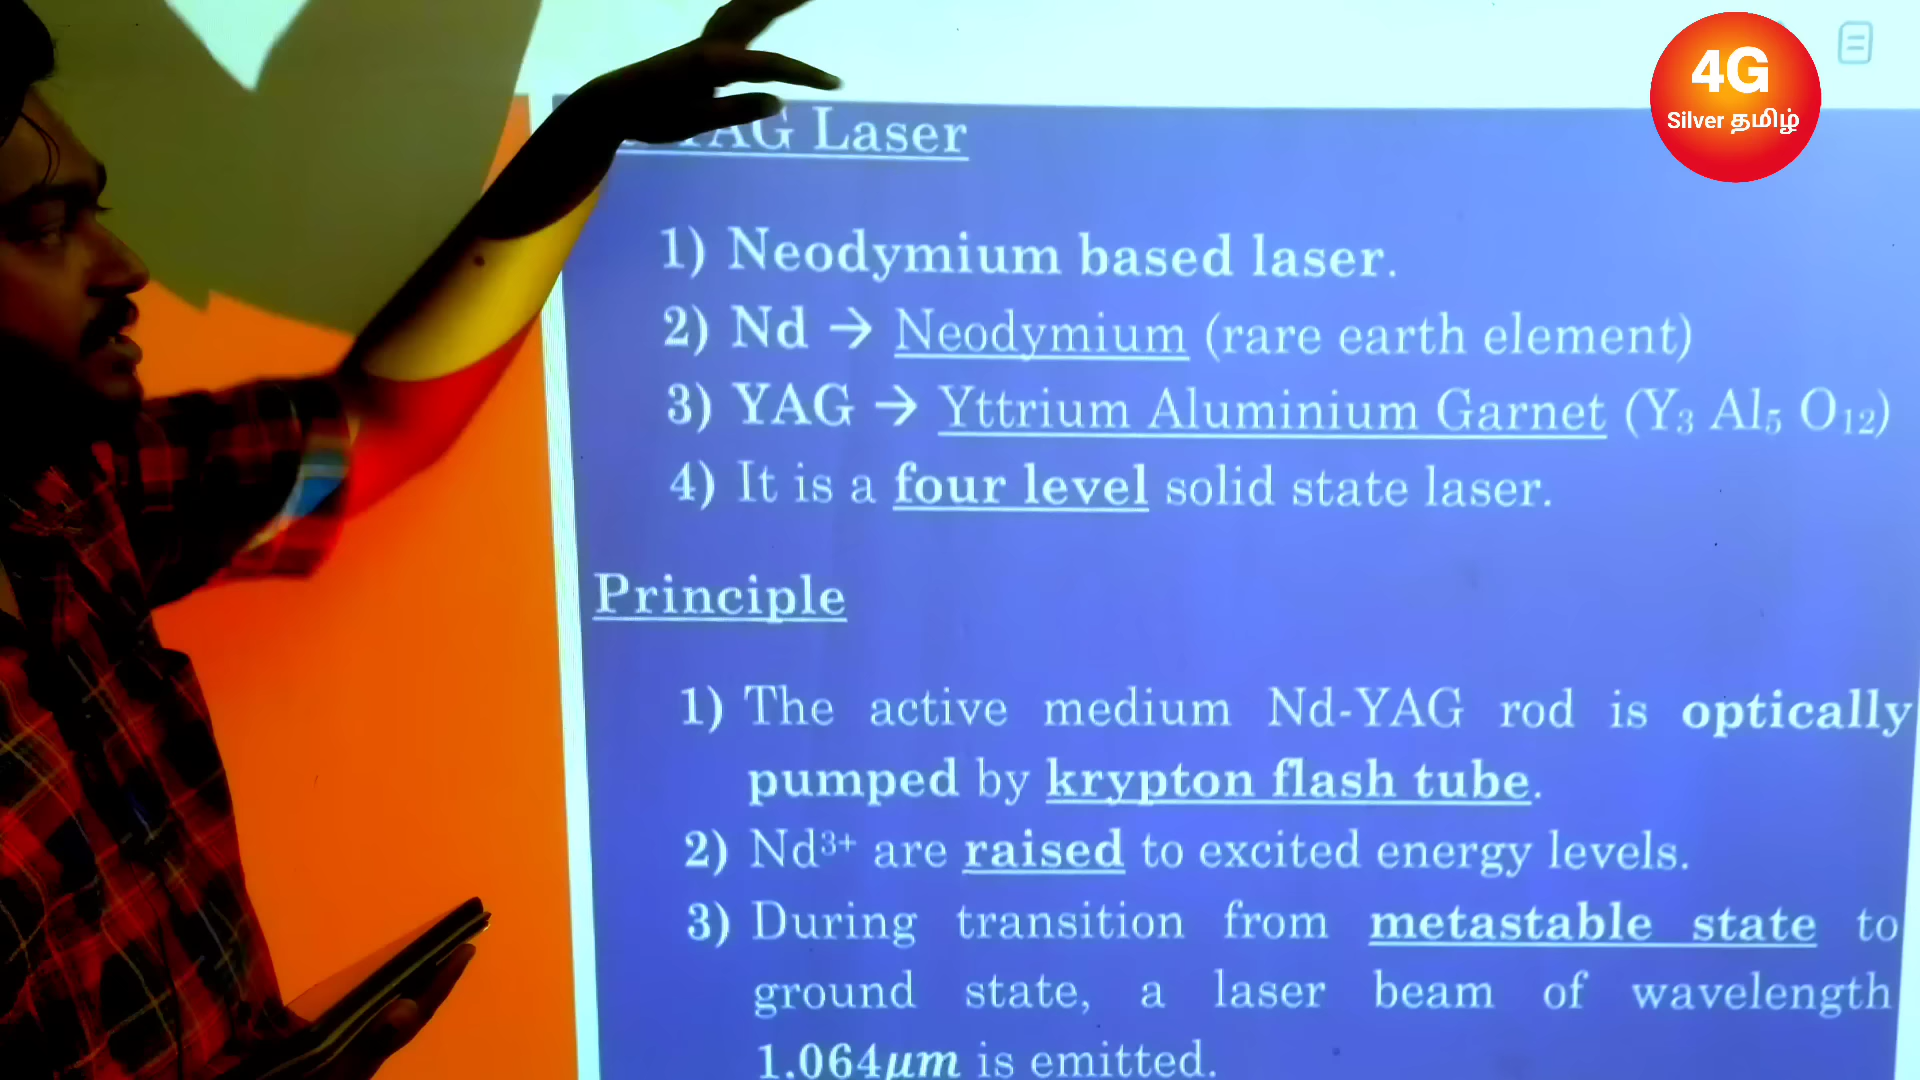 4G
Silver தமிழ்
YAG Laser
1) Neodymium based laser.
2) Nd → Neodymium (rare earth element)
3) YAG → Yttrium Aluminium Garnet (Y₃ Al₅ O₁₂)
4) It is a four level solid state laser.
Principle
1) The active medium Nd-YAG rod is optically
pumped by krypton flash tube.
2) Nd³⁺ are raised to excited energy levels.
3) During transition from metastable state to
ground state, a laser beam of wavelength
1.064μm is emitted.